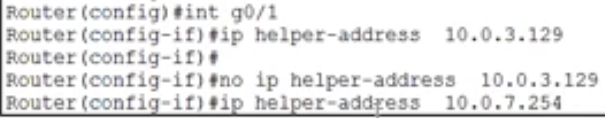 Router(config)#int g0/1
Router(config-if)#ip helper-address 10.0.3.129
Router(config-if)#
Router(config-if)#no ip helper-address 10.0.3.129
Router(config-if)#ip helper-address 10.0.7.254